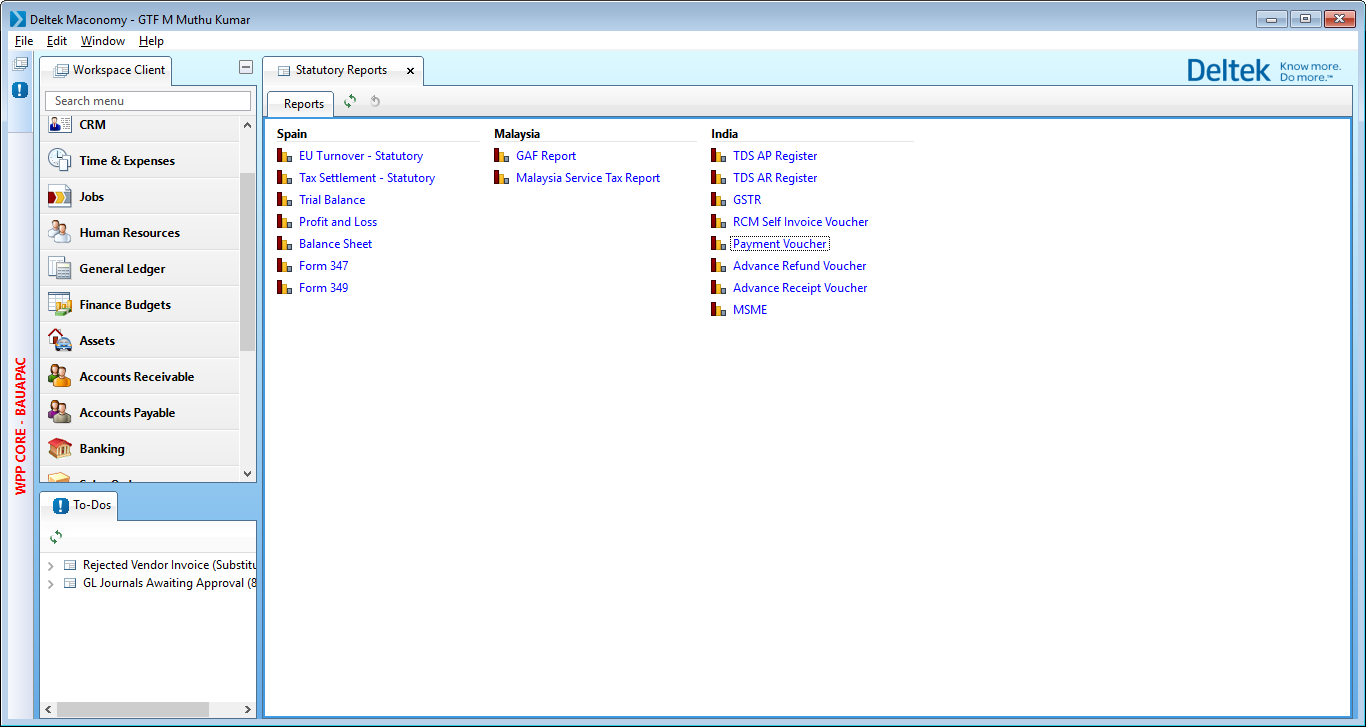 Deltek Maconomy - GTF M Muthu Kumar
File Edit Window Help
Workspace Client
Statutory Reports
Deltek Know more.
Do more.™
Search menu
Reports
CRM
Time & Expenses
Jobs
Human Resources
General Ledger
Finance Budgets
Assets
Accounts Receivable
Accounts Payable
Banking
WPP CORE - BAUAPAC
To-Dos
Rejected Vendor Invoice (Substitu
GL Journals Awaiting Approval (8
Spain
EU Turnover - Statutory
Tax Settlement - Statutory
Trial Balance
Profit and Loss
Balance Sheet
Form 347
Form 349
Malaysia
GAF Report
Malaysia Service Tax Report
India
TDS AP Register
TDS AR Register
GSTR
RCM Self Invoice Voucher
Payment Voucher
Advance Refund Voucher
Advance Receipt Voucher
MSME